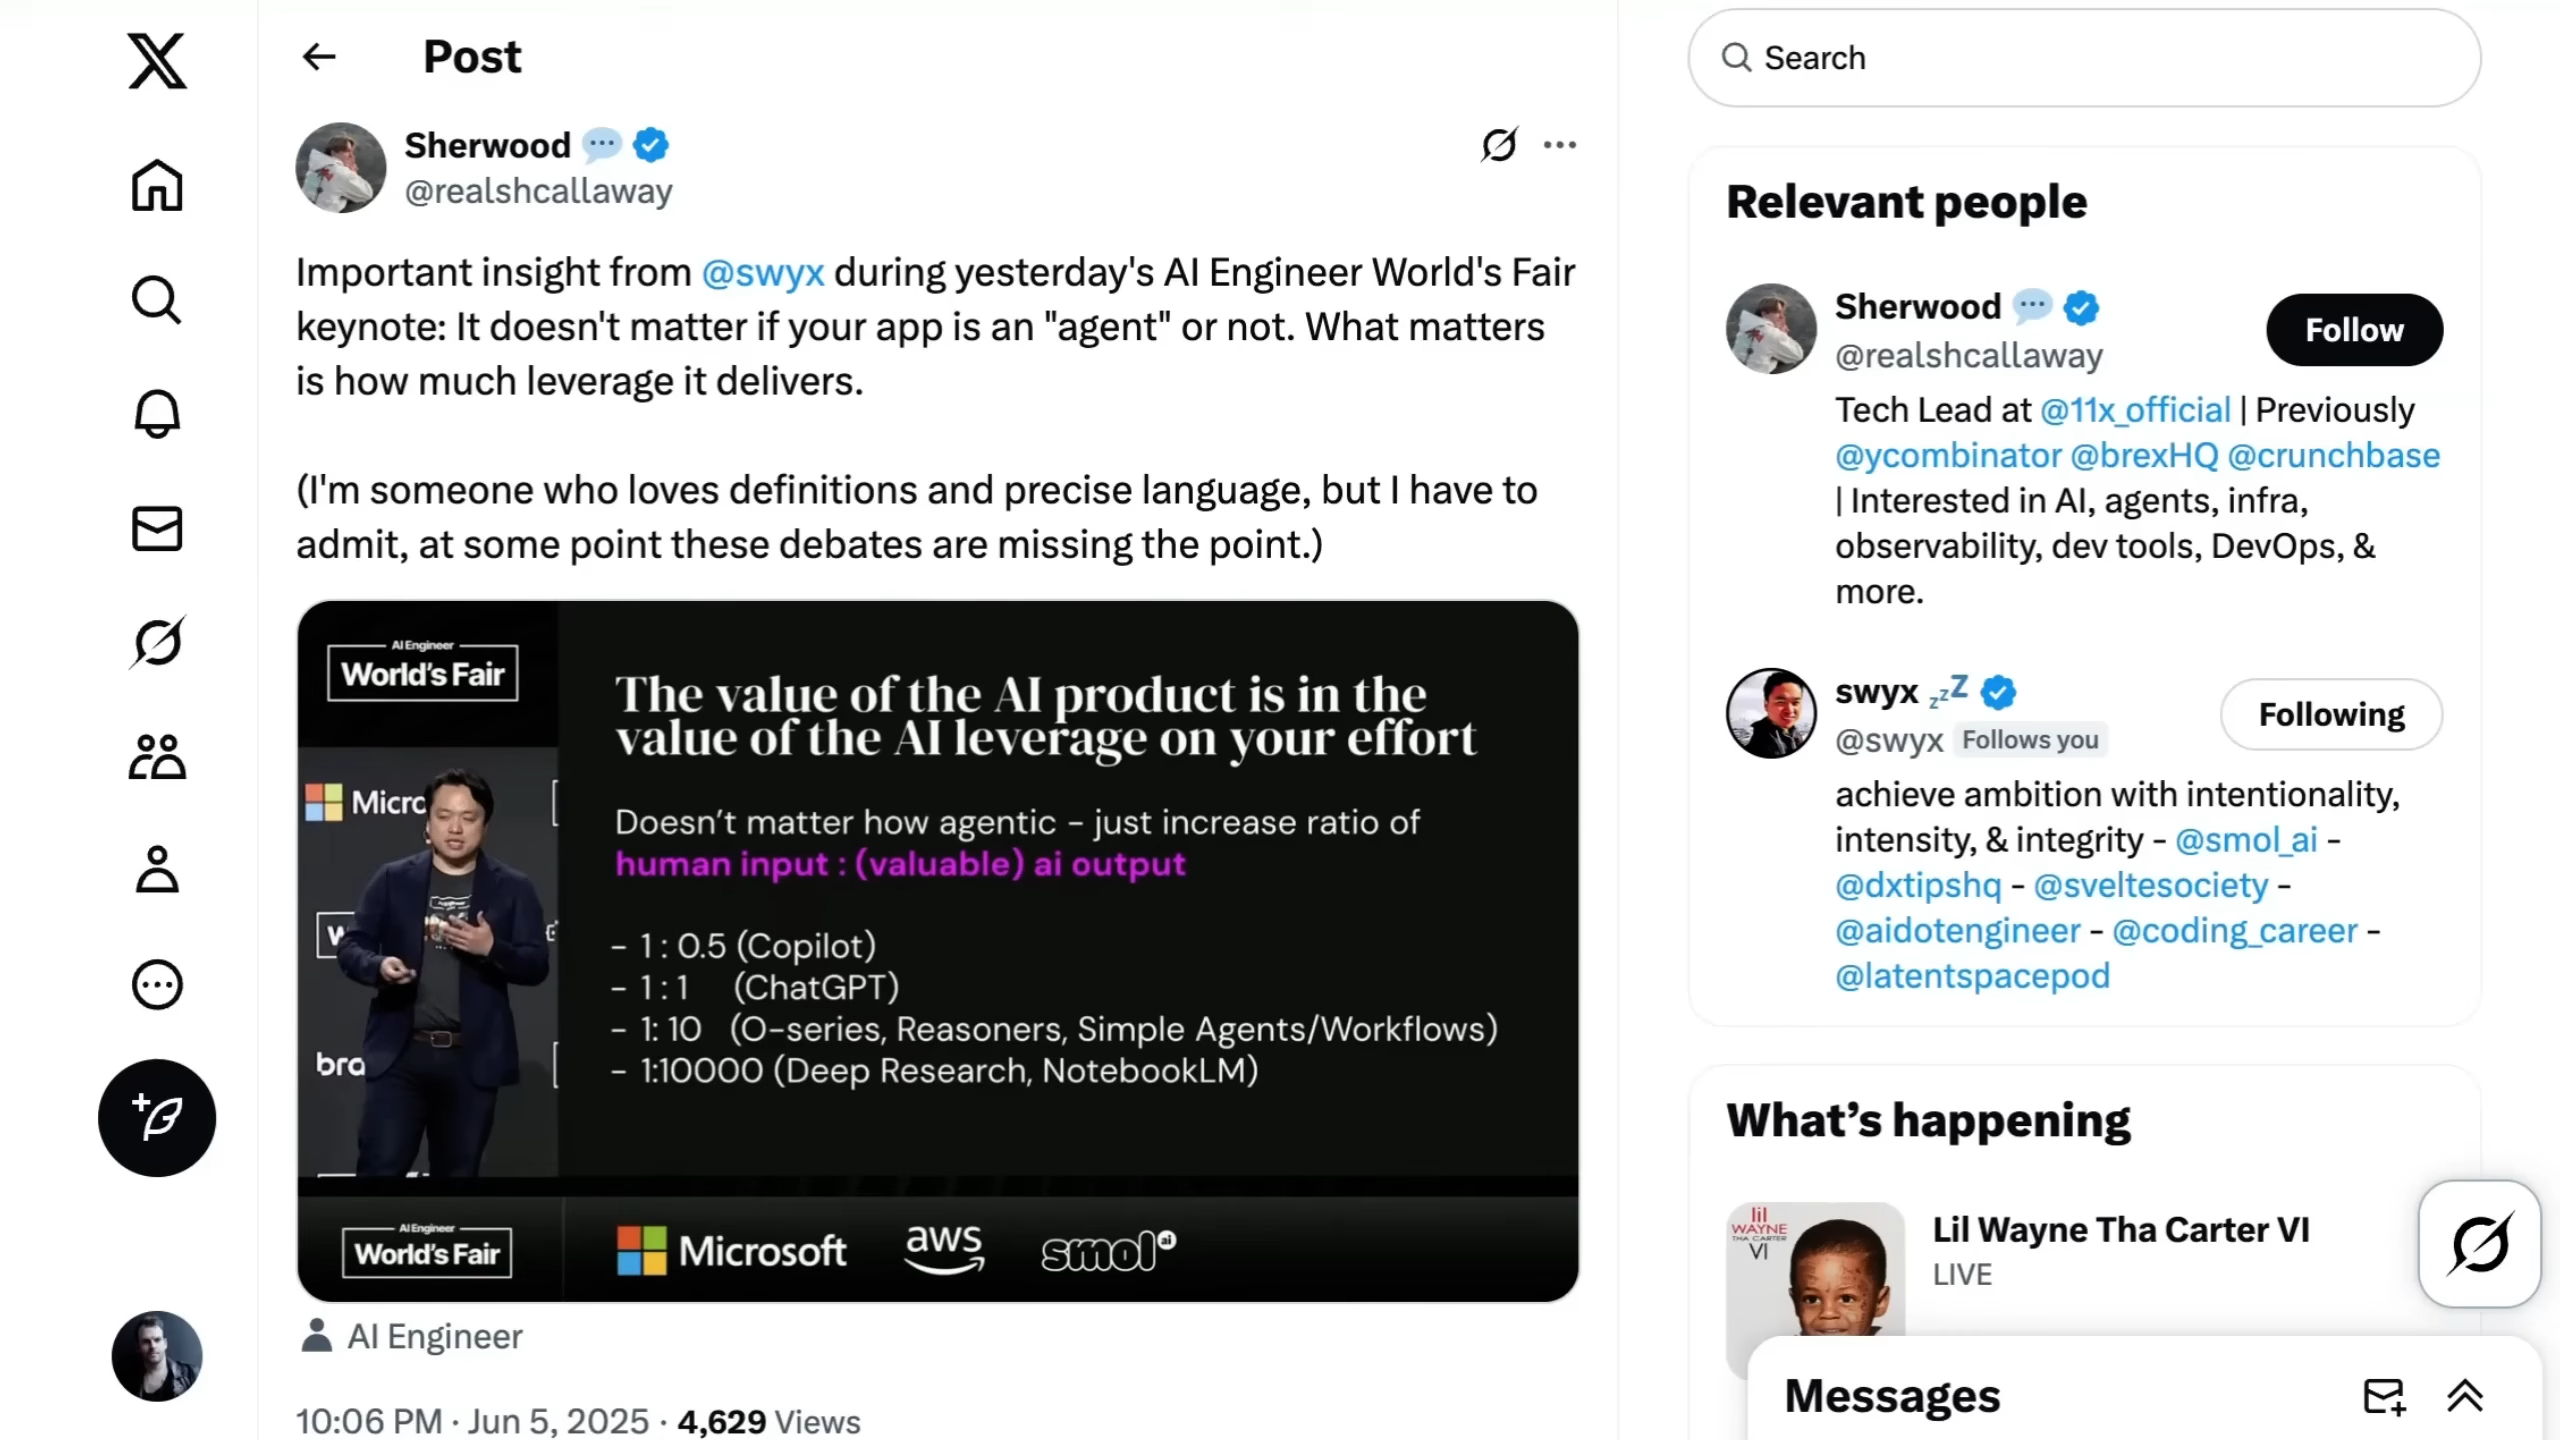 Post
Sherwood
@realshcallaway
Important insight from @swyx during yesterday's AI Engineer World's Fair
keynote: It doesn't matter if your app is an "agent" or not. What matters
is how much leverage it delivers.
(I'm someone who loves definitions and precise language, but I have to
admit, at some point these debates are missing the point.)
AI Engineer
World's Fair
Micro
W
bra
The value of the AI product is in the
value of the AI leverage on your effort
Doesn't matter how agentic – just increase ratio of
human input : (valuable) ai output
– 1 : 0.5 (Copilot)
– 1 : 1 (ChatGPT)
– 1: 10 (O-series, Reasoners, Simple Agents/Workflows)
– 1:10000 (Deep Research, NotebookLM)
AI Engineer
World's Fair
Microsoft
aws
smol ai
AI Engineer
10:06 PM · Jun 5, 2025 · 4,629 Views
Search
Relevant people
Sherwood
@realshcallaway
Follow
Tech Lead at @11x_official | Previously
@ycombinator @brexHQ @crunchbase
| Interested in AI, agents, infra,
observability, dev tools, DevOps, &
more.
swyx
@swyx Follows you
Following
achieve ambition with intentionality,
intensity, & integrity - @smol_ai -
@dxtipshq - @sveltesociety -
@aidotengineer - @coding_career -
@latentspacepod
What's happening
lil
WAYNE
THA CARTER
VI
Lil Wayne Tha Carter VI
LIVE
Messages